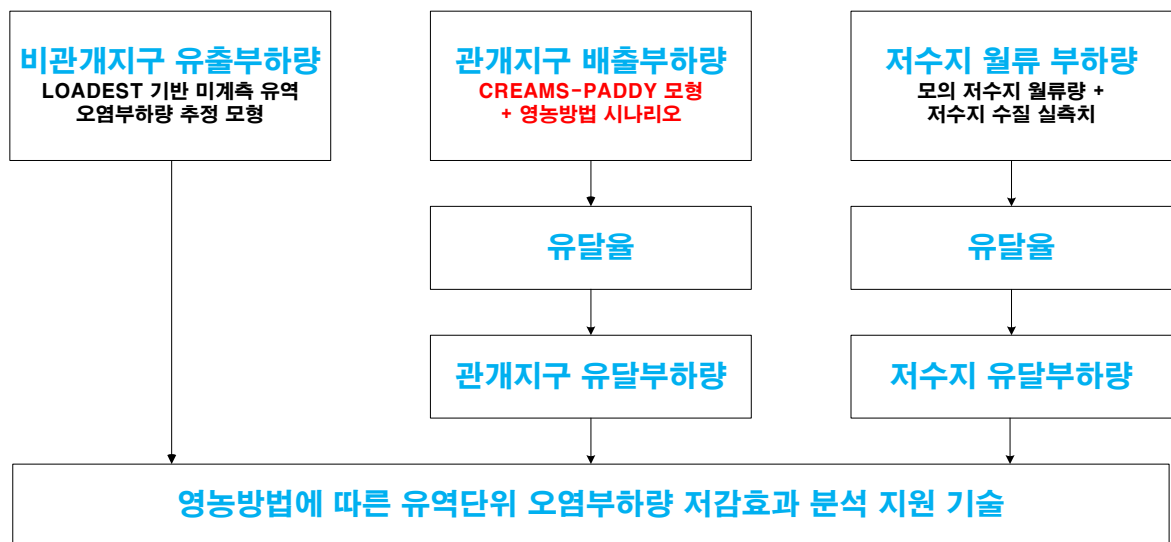 비관개지구 유출부하량
LOADEST 기반 미계측 유역
오염부하량 추정 모형
관개지구 배출부하량
CREAMS-PADDY 모형
+ 영농방법 시나리오
저수지 월류 부하량
모의 저수지 월류량 +
저수지 수질 실측치
유달율
유달율
관개지구 유달부하량
저수지 유달부하량
영농방법에 따른 유역단위 오염부하량 저감효과 분석 지원 기술